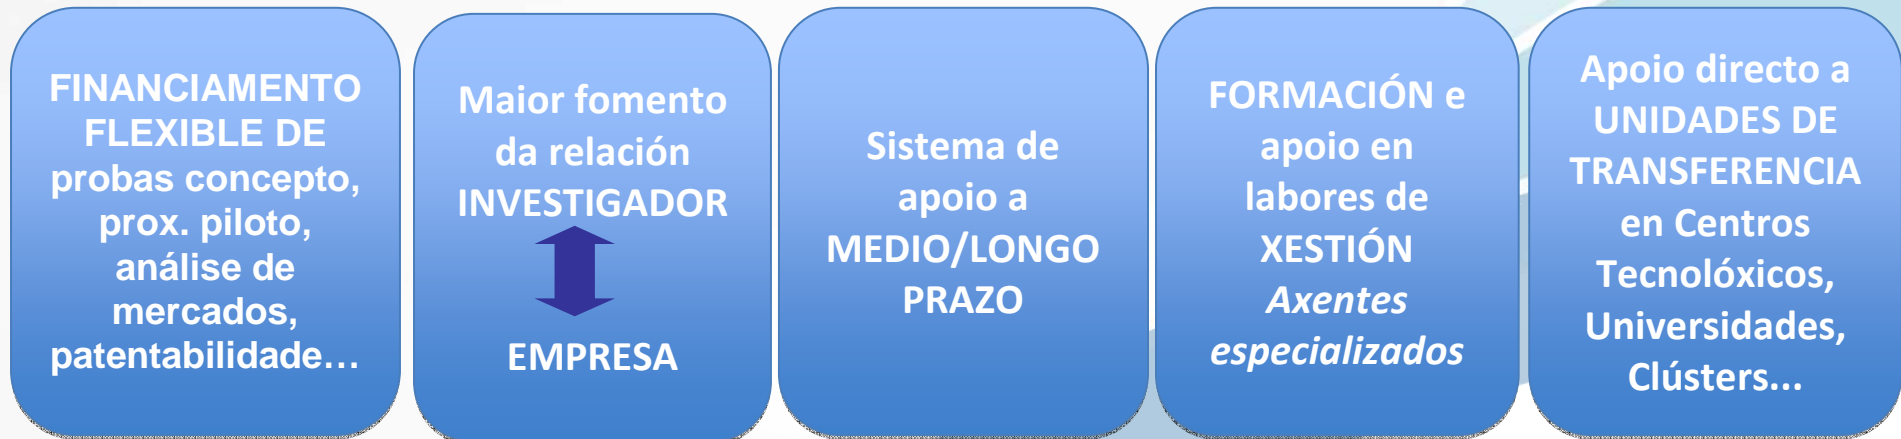 FINANCIAMENTO
FLEXIBLE DE
probas concepto,
prox. piloto,
análise de
mercados,
patentabilidade…
Maior fomento
da relación
INVESTIGADOR
EMPRESA
Sistema de
apoio a
MEDIO/LONGO
PRAZO
FORMACIÓN e
apoio en
labores de
XESTIÓN
Axentes
especializados
Apoio directo a
UNIDADES DE
TRANSFERENCIA
en Centros
Tecnolóxicos,
Universidades,
Clústers...